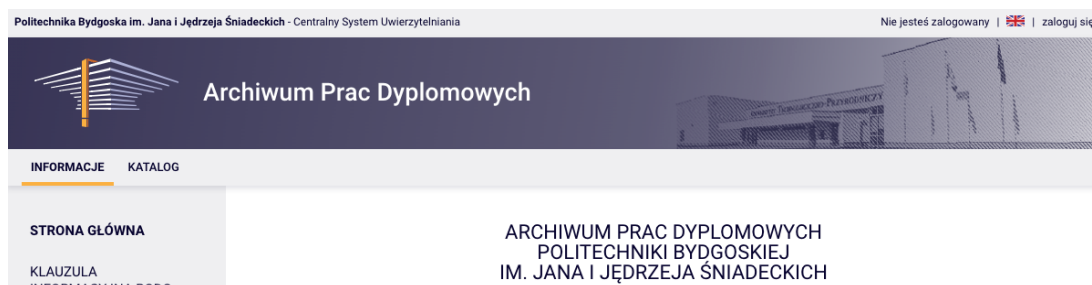 Politechnika Bydgoska im. Jana i Jędrzeja Śniadeckich - Centralny System Uwierzytelniania
Nie jesteś zalogowany | | zaloguj się
Archiwum Prac Dyplomowych
INFORMACJE KATALOG
STRONA GŁÓWNA
ARCHIWUM PRAC DYPLOMOWYCH
POLITECHNIKI BYDGOSKIEJ
IM. JANA I JĘDRZEJA ŚNIADECKICH
KLAUZULA